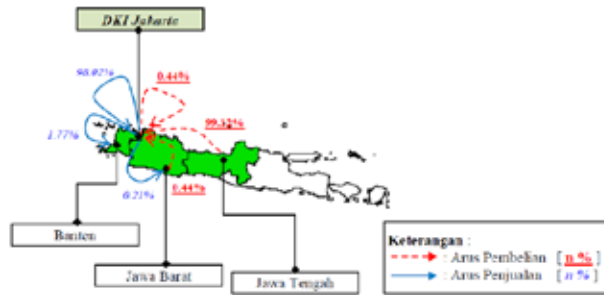 DKI Jakarta
98.02%
0.44%
99.12%
1.77%
0.21%
0.44%
Banten
Jawa Barat
Jawa Tengah
Keterangan :
: Arus Pembelian [ n % ]
: Arus Penjualan [ n % ]